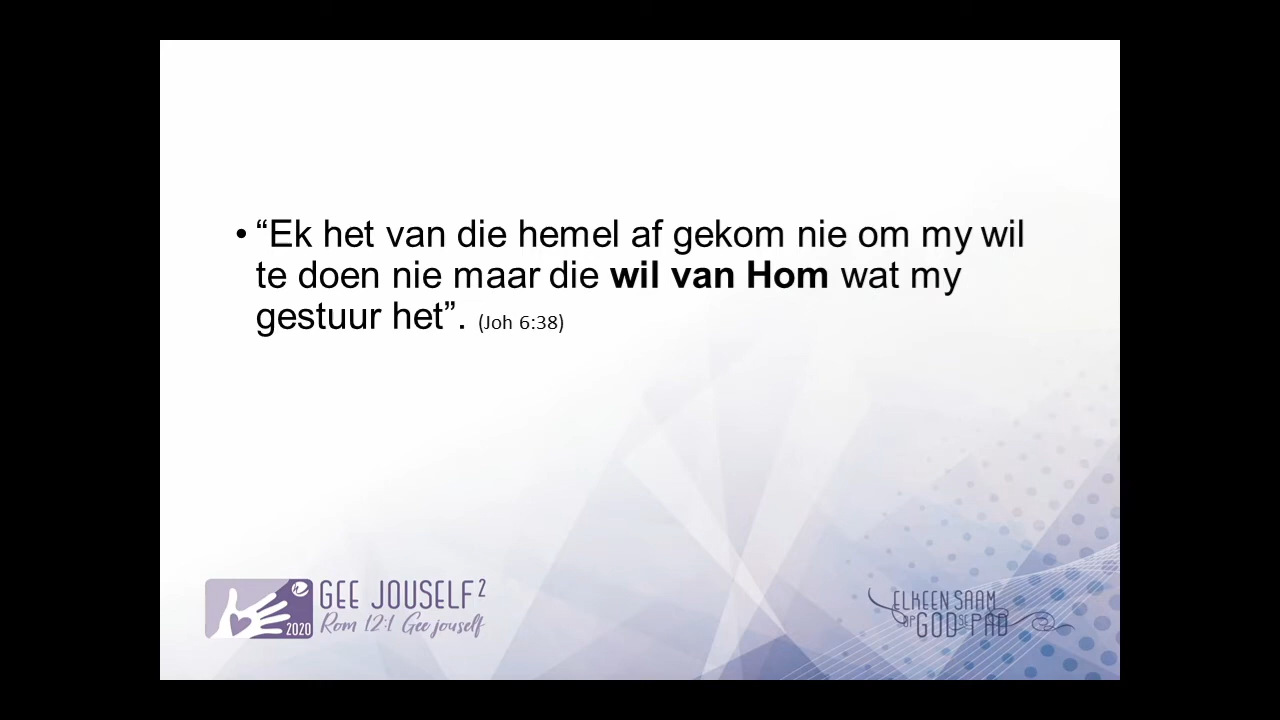 • “Ek het van die hemel af gekom nie om my wil
te doen nie maar die wil van Hom wat my
gestuur het”. (Joh 6:38)
GEE JOUSELF²
Rom 12:1 Gee jouself
2020
ELKEEN SAAM
OP GOD SE PAD